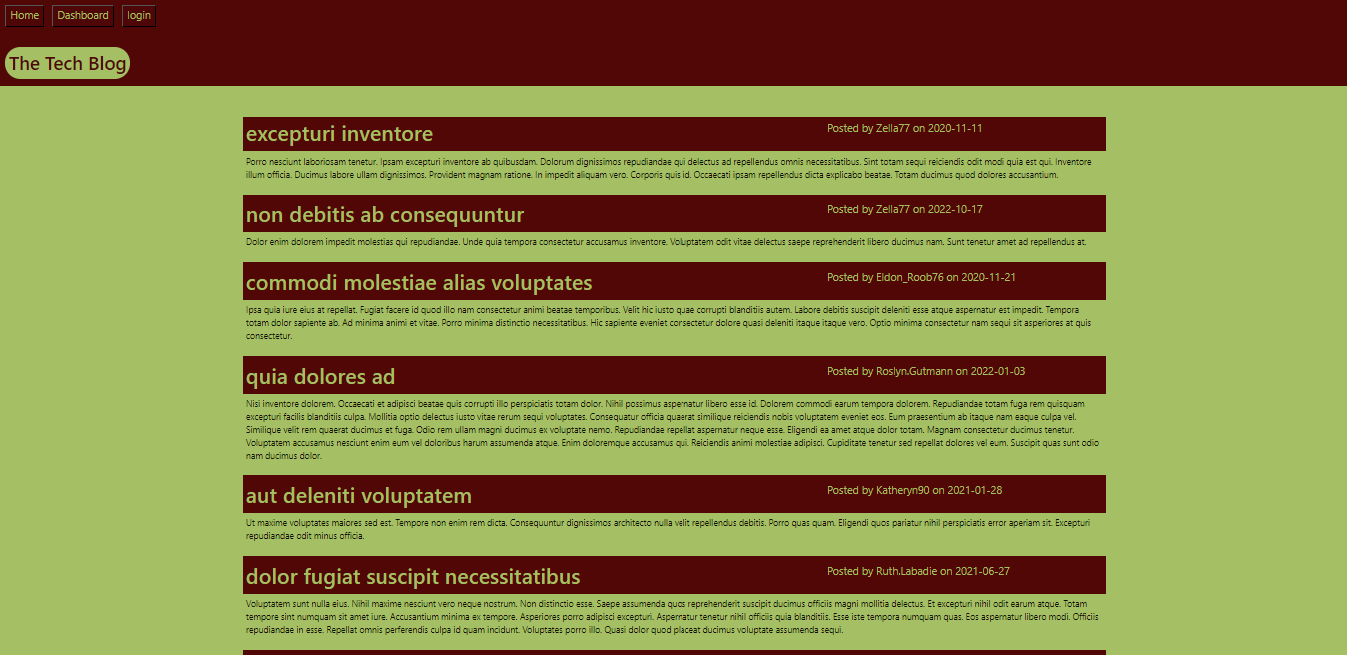 Home Dashboard login
The Tech Blog
excepturi inventore
Posted by Zella77 on 2020-11-11
Porro nesciunt laboriosam tenetur. Ipsam excepturi inventore ab quibusdam. Dolorum dignissimos repudiandae qui delectus ad repellendus omnis necessitatibus. Sint totam sequi reiciendis odit modi quia est qui. Inventore
illum officia. Ducimus labore ullam dignissimos. Provident magnam ratione. In impedit aliquam vero. Corporis quis id. Occaecati ipsam repellendus dicta explicabo beatae. Totam ducimus quod dolores accusantium.
non debitis ab consequuntur
Posted by Zella77 on 2022-10-17
Dolor enim dolorem impedit molestias qui repudiandae. Unde quia tempora consectetur accusamus inventore. Voluptatem odit vitae delectus saepe reprehenderit libero ducimus nam. Sunt tenetur amet ad repellendus at.
commodi molestiae alias voluptates
Posted by Eldon_Roob76 on 2020-11-21
Ipsa quia iure eius at repellat. Fugiat facere id quod illo nam consectetur animi beatae temporibus. Velit hic iusto quae corrupti blanditiis autem. Labore debitis suscipit deleniti esse atque aspernatur est impedit. Tempora
totam dolor sapiente ab. Ad minima animi et vitae. Porro minima distinctio necessitatibus. Hic sapiente eveniet consectetur dolore quasi deleniti itaque itaque vero. Optio minima consectetur nam sequi sit asperiores at quis
consectetur.
quia dolores ad
Posted by Roslyn.Gutmann on 2022-01-03
Nisi inventore dolorem. Occaecati et adipisci beatae quis corrupti illo perspiciatis totam dolor. Nihil possimus aspernatur libero esse id. Dolorem commodi earum tempora dolorem. Repudiandae totam fuga rem quisquam
excepturi facilis blanditiis culpa. Mollitia optio delectus iusto vitae rerum sequi voluptates. Consequatur officia quaerat similique reiciendis nobis voluptatem eveniet eos. Eum praesentium ab itaque nam eaque culpa vel.
Similique velit rem quaerat ducimus et fuga. Odio rem ullam magni ducimus ex voluptate nemo. Repudiandae repellat aspernatur neque esse. Eligendi ea amet atque dolor totam. Magnam consectetur ducimus tenetur.
Voluptatem accusamus nesciunt enim eum vel doloribus harum assumenda atque. Enim doloremque accusamus qui. Reiciendis animi molestiae adipisci. Cupiditate tenetur sed repellat dolores vel eum. Suscipit quas sunt odio
nam ducimus dolor.
aut deleniti voluptatem
Posted by Katheryn90 on 2021-01-28
Ut maxime voluptates maiores sed est. Tempore non enim rem dicta. Consequuntur dignissimos architecto nulla velit repellendus debitis. Porro quas quam. Eligendi quos pariatur nihil perspiciatis error aperiam sit. Excepturi
repudiandae odit minus officia.
dolor fugiat suscipit necessitatibus
Posted by Ruth.Labadie on 2021-06-27
Voluptatem sunt nulla eius. Nihil maxime nesciunt vero neque nostrum. Non distinctio esse. Saepe assumenda quos reprehenderit suscipit ducimus officiis magni mollitia delectus. Et excepturi nihil odit earum atque. Totam
tempore sint numquam sit amet iure. Accusantium minima ex tempore. Asperiores porro adipisci excepturi. Aspernatur tenetur nihil officiis quia blanditiis. Esse iste tempora numquam quas. Eos aspernatur libero modi. Officiis
repudiandae in esse. Repellat omnis perferendis culpa id quam incidunt. Voluptates porro illo. Quasi dolor quod placeat ducimus voluptate assumenda sequi.